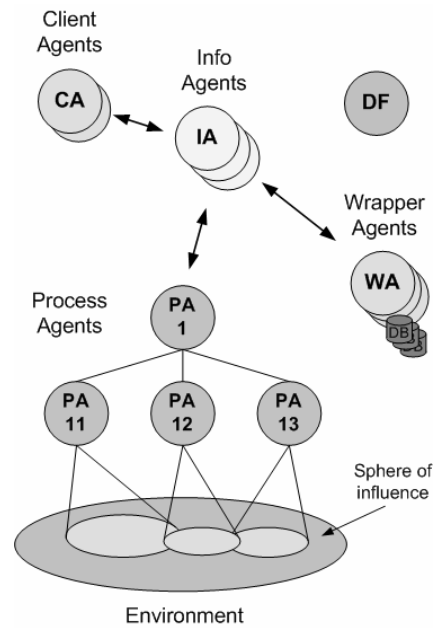 Client
Agents
CA
Info
Agents
IA
DF
Wrapper
Agents
WA
DB
Process
Agents
PA
1
PA
11
PA
12
PA
13
Sphere of
influence
Environment